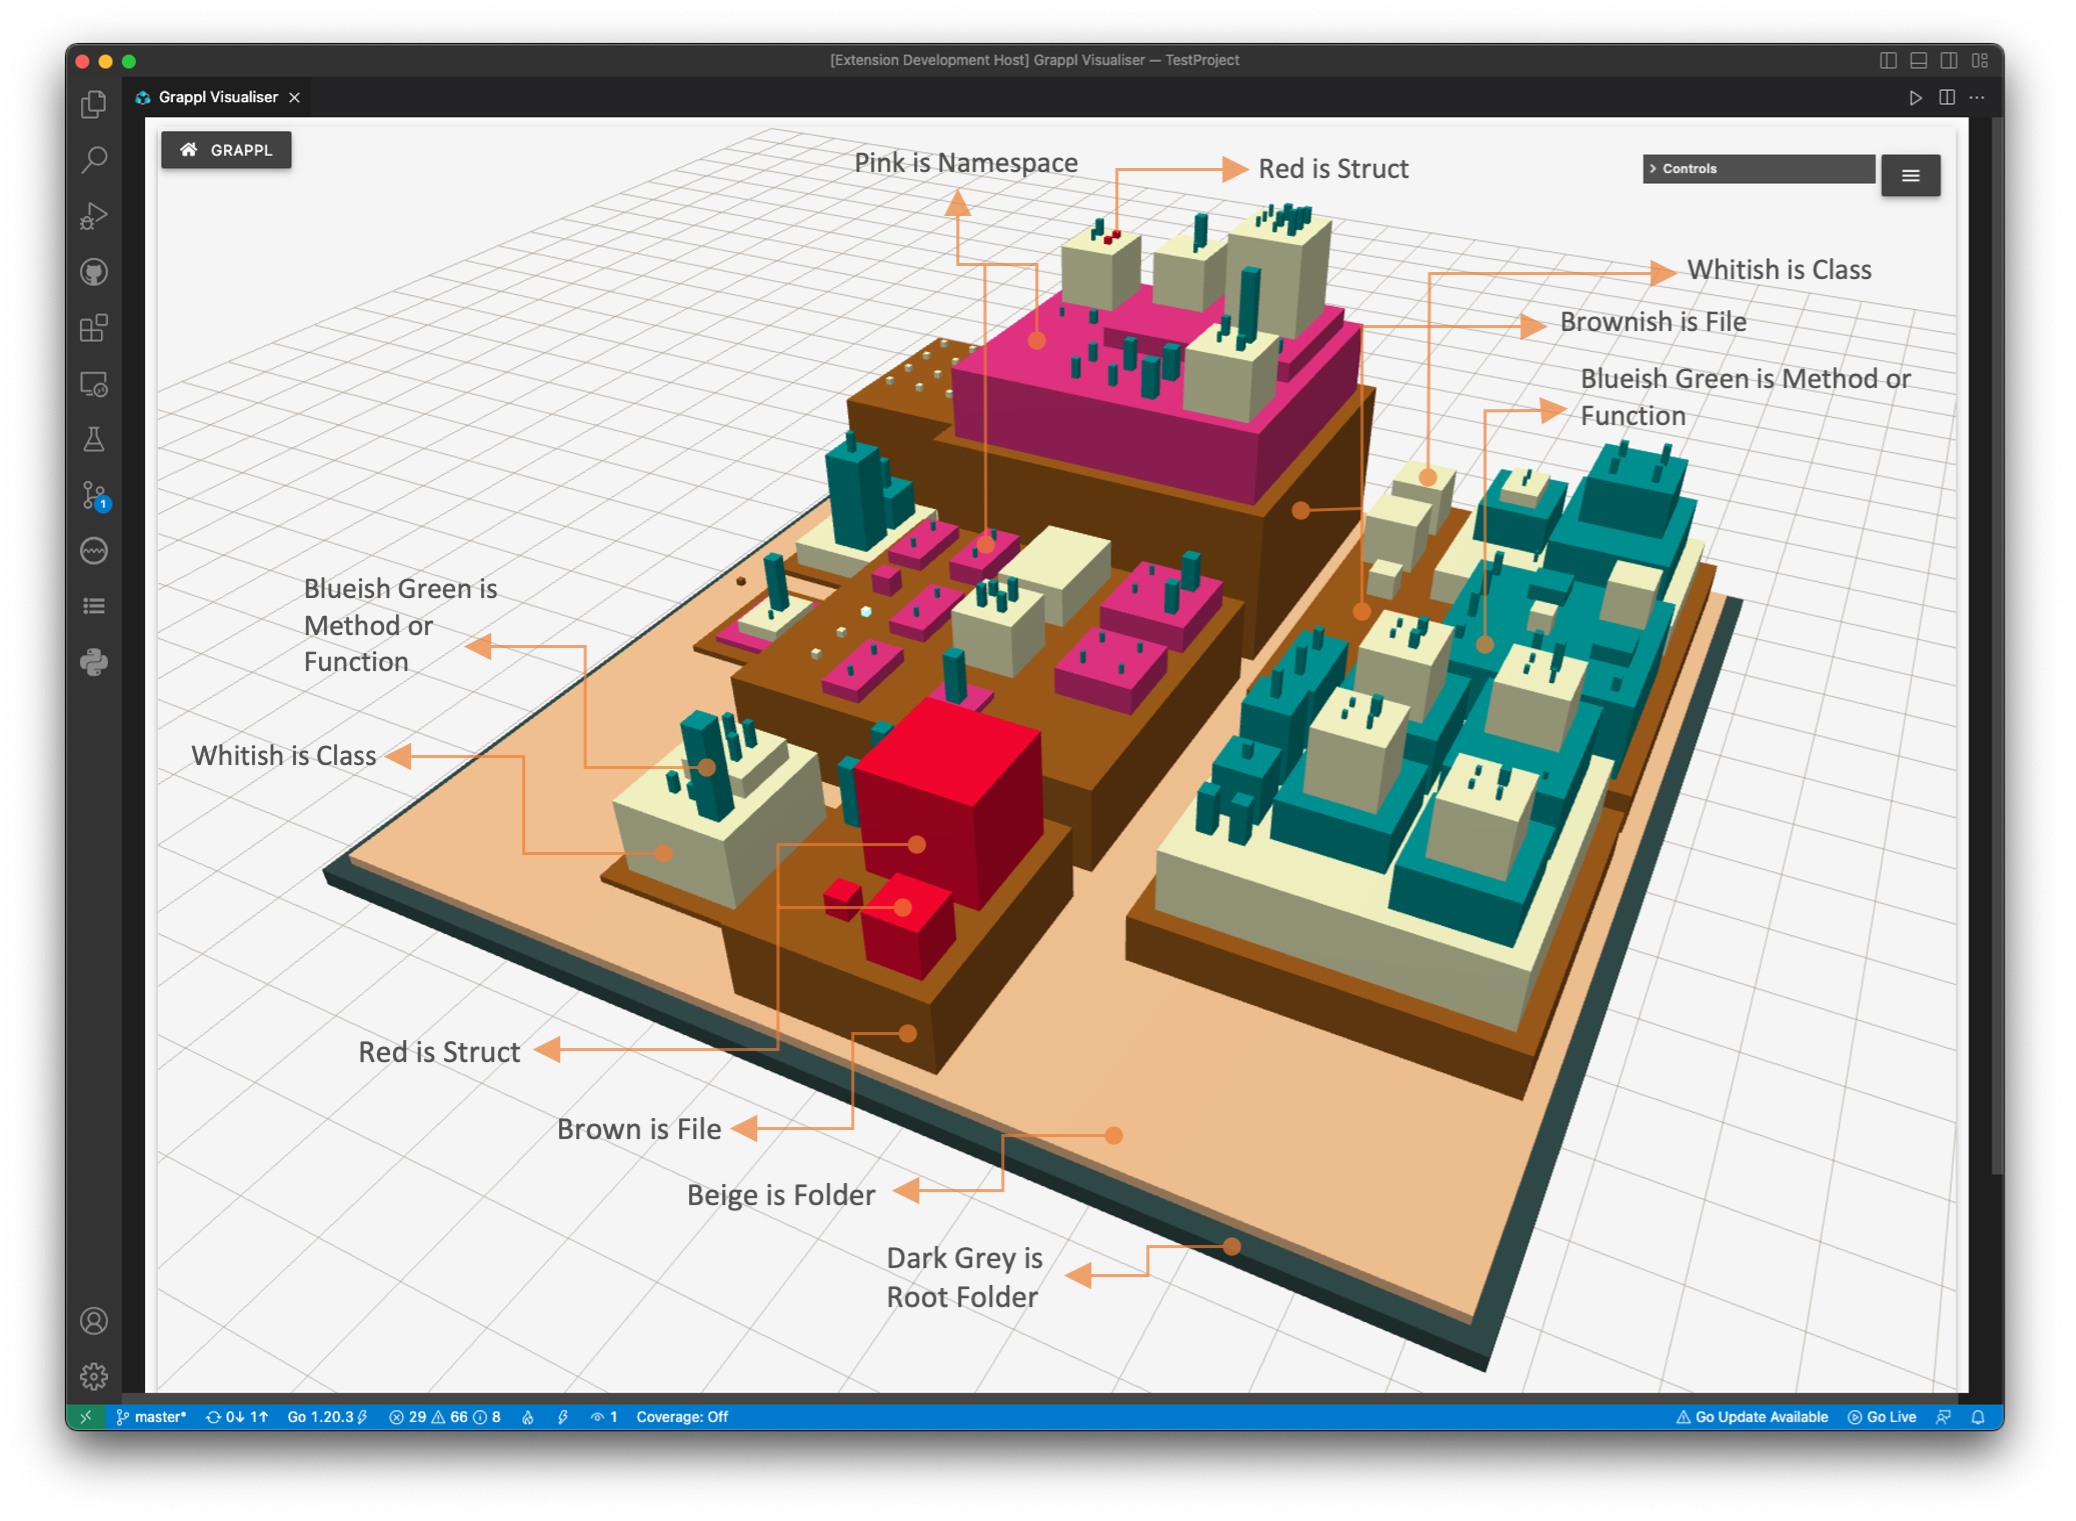 [Extension Development Host] Grappl Visualiser — TestProject
Grappl Visualiser
GRAPPL
Controls
Pink is Namespace
Red is Struct
Whitish is Class
Brownish is File
Blueish Green is Method or
Function
Blueish Green is
Method or
Function
Whitish is Class
Red is Struct
Brown is File
Beige is Folder
Dark Grey is
Root Folder
1
master* 0↓ 1↑ Go 1.20.3 29 66 8 1 Coverage: Off Go Update Available Go Live